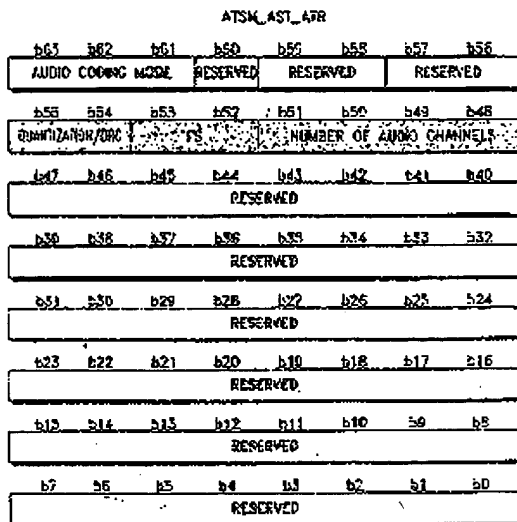 ATSM_AST_ATR
b63 b62 b61 b60 b59 b58 b57 b56
AUDIO CODING MODE RESERVED RESERVED RESERVED
b55 b54 b53 b52 b51 b50 b49 b48
QUANTIZATION/DRC FS NUMBER OF AUDIO CHANNELS
b47 b46 b45 b44 b43 b42 b41 b40
RESERVED
b39 b38 b37 b36 b35 b34 b33 b32
RESERVED
b31 b30 b29 b28 b27 b26 b25 b24
RESERVED
b23 b22 b21 b20 b19 b18 b17 b16
RESERVED
b15 b14 b13 b12 b11 b10 b9 b8
RESERVED
b7 b6 b5 b4 b3 b2 b1 b0
RESERVED